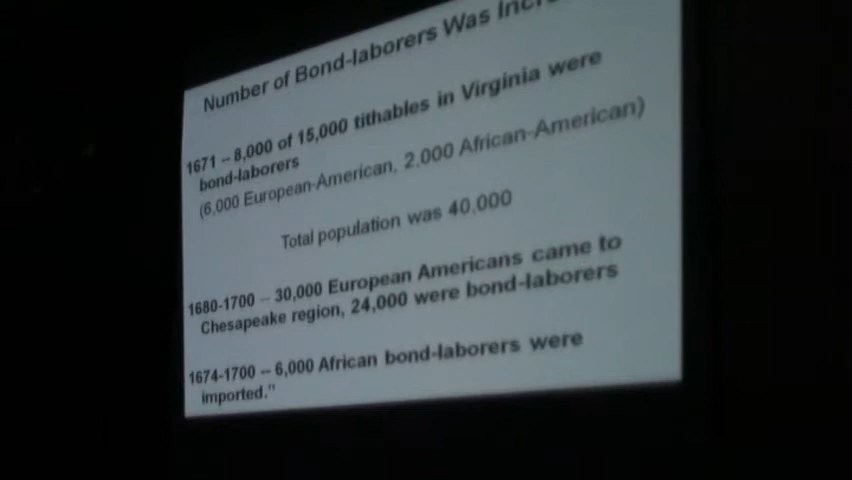 Number of Bond-laborers Was
1671 -- 8,000 of 15,000 tithables in Virginia were
bond-laborers
(6,000 European-American, 2,000 African-American)
Total population was 40,000
1680-1700 -- 30,000 European Americans came to
Chesapeake region, 24,000 were bond-laborers
1674-1700 -- 6,000 African bond-laborers were
imported."